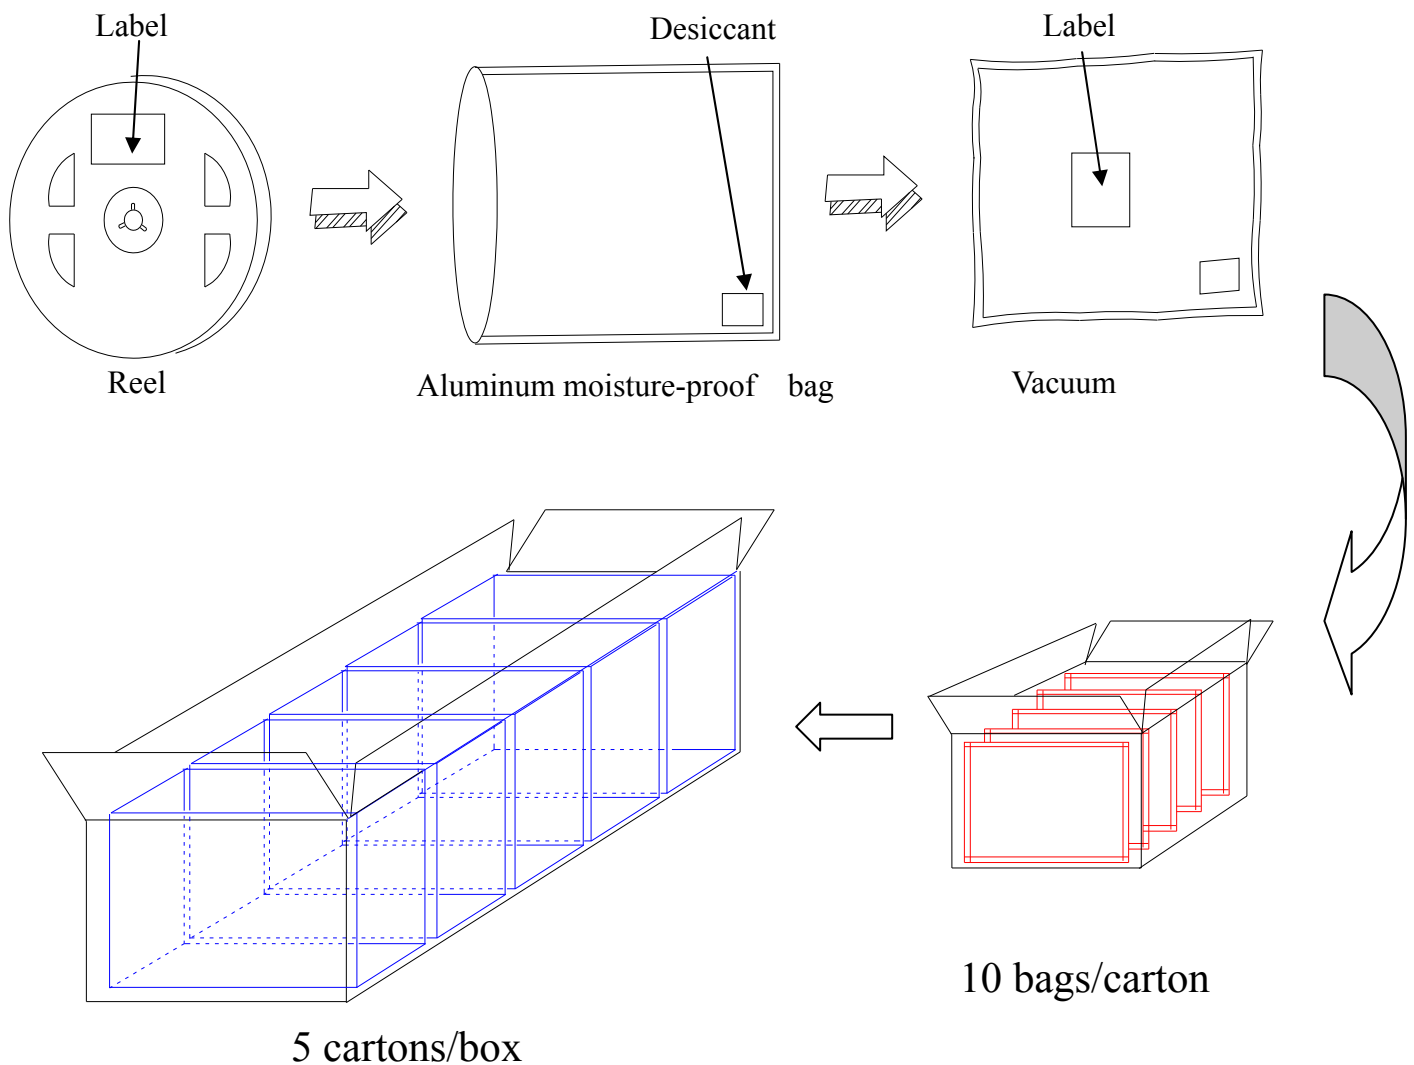 Label
Desiccant
Label
Reel
Aluminum moisture-proof bag
Vacuum
10 bags/carton
5 cartons/box